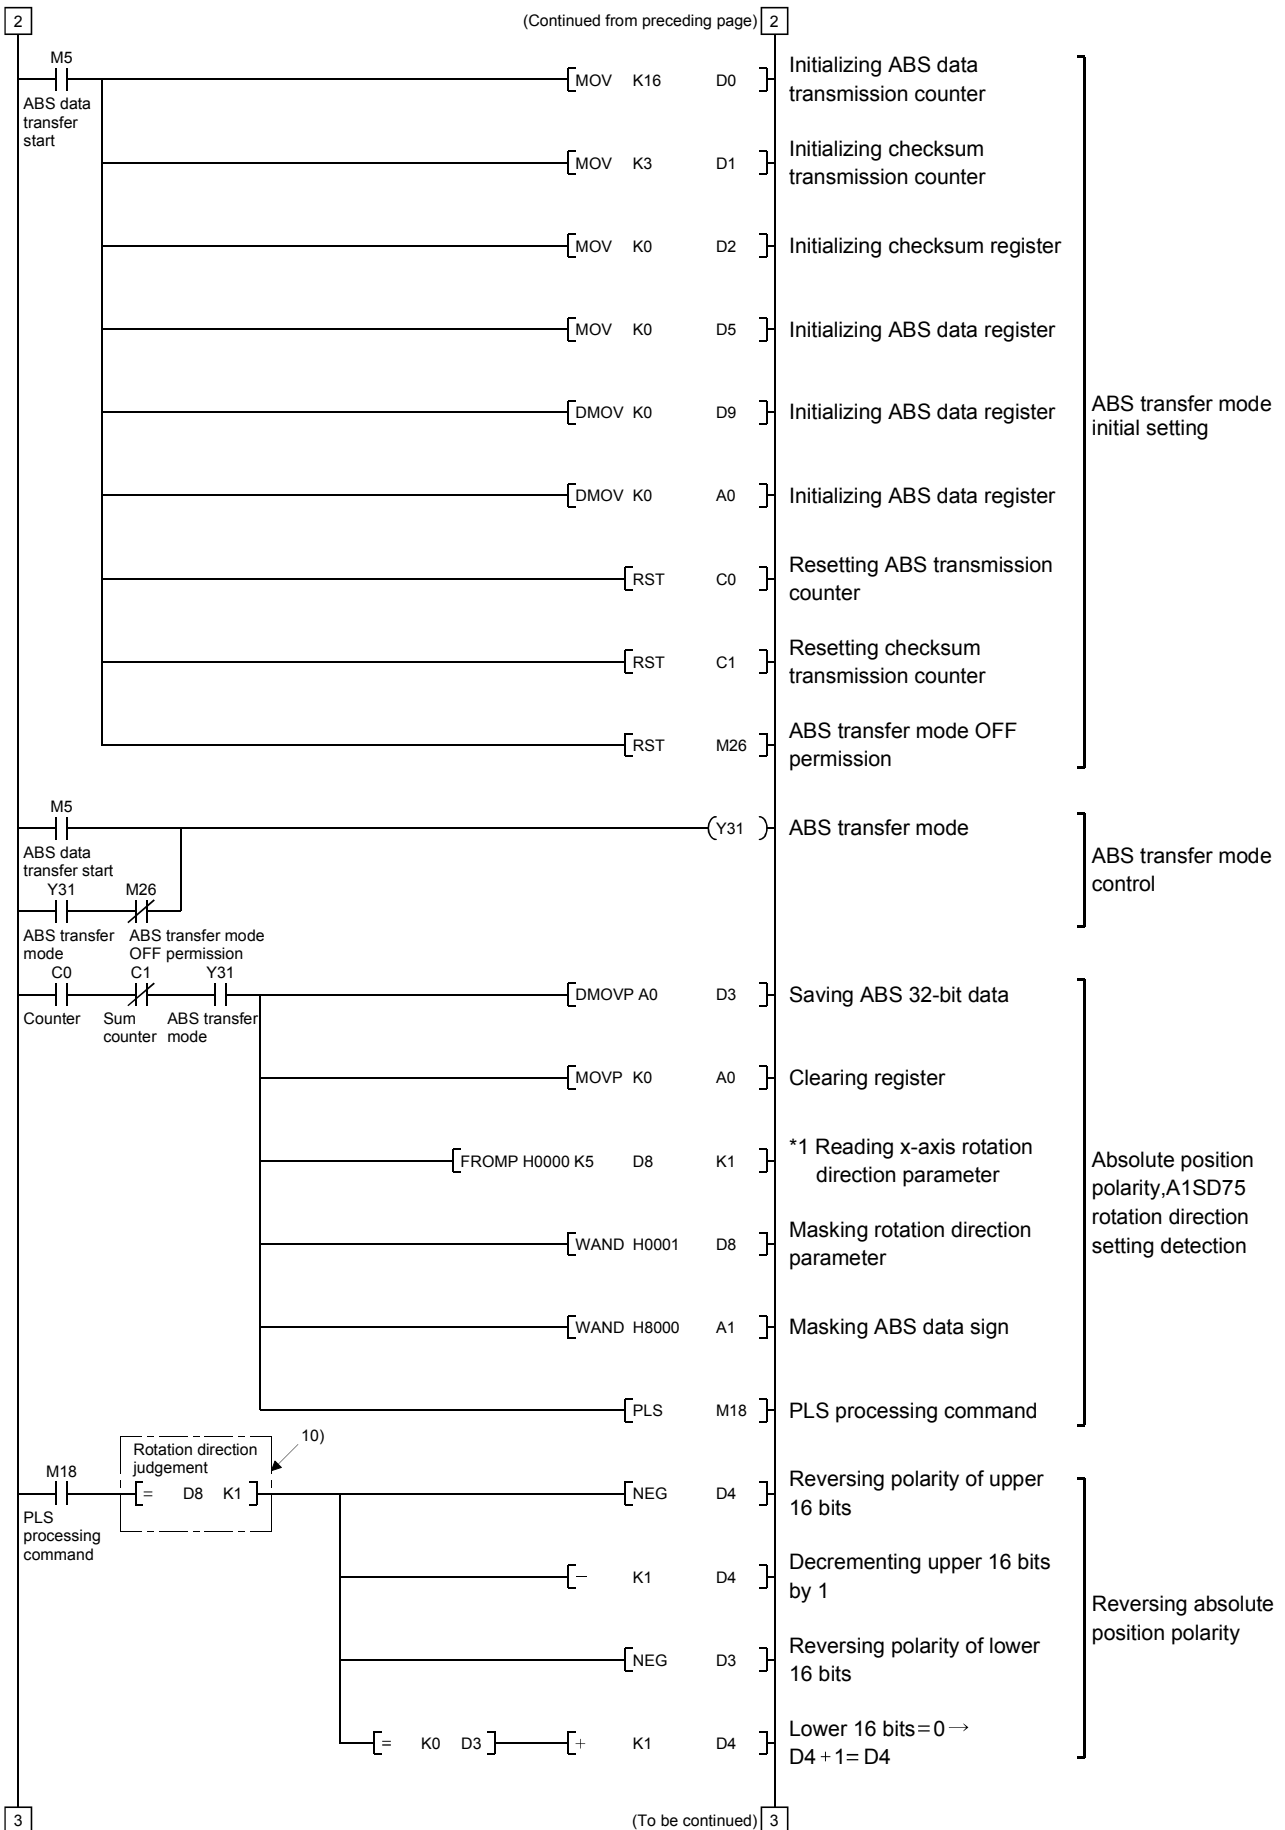 2
(Continued from preceding page)
2
M5
ABS data
transfer
start
MOV K16 D0
Initializing ABS data
transmission counter
MOV K3 D1
Initializing checksum
transmission counter
MOV K0 D2
Initializing checksum register
MOV K0 D5
Initializing ABS data register
DMOV K0 D9
Initializing ABS data register
DMOV K0 A0
Initializing ABS data register
RST C0
Resetting ABS transmission
counter
RST C1
Resetting checksum
transmission counter
RST M26
ABS transfer mode OFF
permission
ABS transfer mode
initial setting
M5
ABS data
transfer start
Y31
ABS transfer mode
Y31 M26
ABS transfer
mode
ABS transfer mode
OFF permission
ABS transfer mode
control
C0 C1 Y31
Counter
Sum
counter
ABS transfer
mode
DMOVP A0 D3
Saving ABS 32-bit data
MOVP K0 A0
Clearing register
FROMP H0000 K5 D8 K1
*1 Reading x-axis rotation
direction parameter
WAND H0001 D8
Masking rotation direction
parameter
WAND H8000 A1
Masking ABS data sign
PLS M18
PLS processing command
Absolute position
polarity,A1SD75
rotation direction
setting detection
10)
Rotation direction
judgement
M18
PLS
processing
command
= D8 K1
NEG D4
Reversing polarity of upper
16 bits
− K1 D4
Decrementing upper 16 bits
by 1
NEG D3
Reversing polarity of lower
16 bits
= K0 D3
+ K1 D4
Lower 16 bits=0→
D4+1=D4
Reversing absolute
position polarity
3
(To be continued)
3